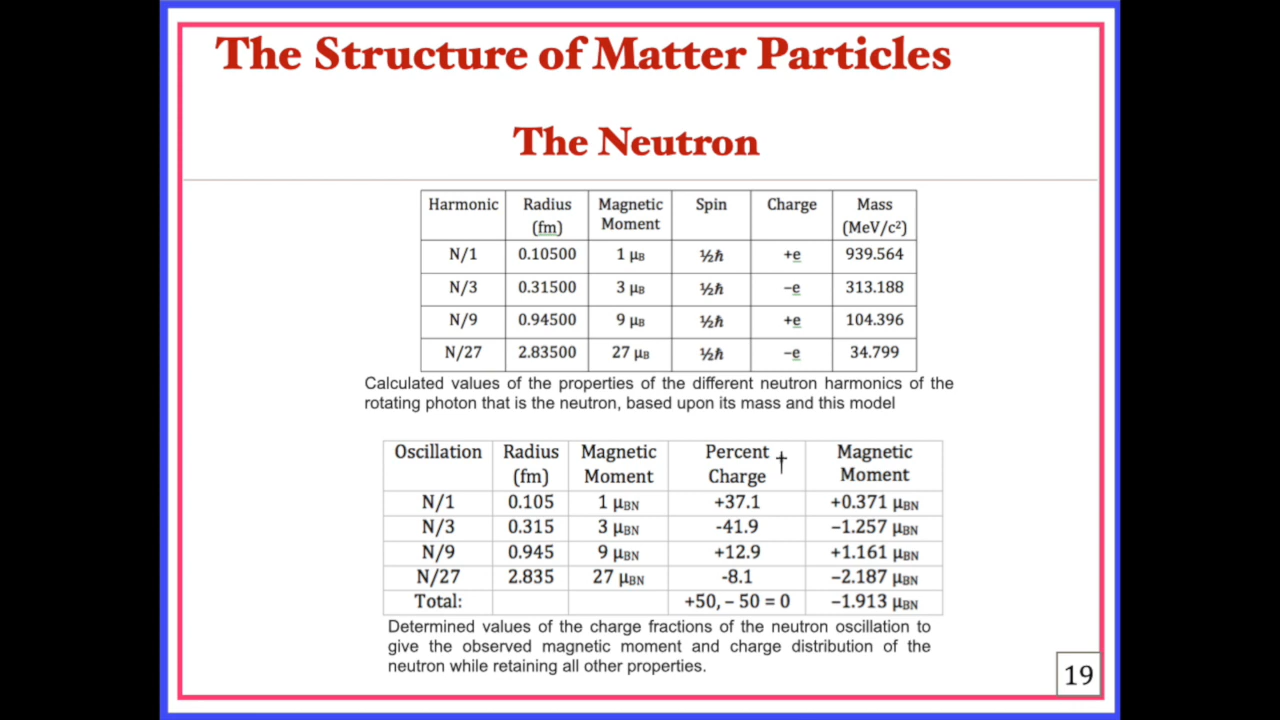 The Structure of Matter Particles
The Neutron
Harmonic Radius (fm) Magnetic Moment Spin Charge Mass (MeV/c²)
N/1 0.10500 1 μB ½ℏ +e 939.564
N/3 0.31500 3 μB ½ℏ −e 313.188
N/9 0.94500 9 μB ½ℏ +e 104.396
N/27 2.83500 27 μB ½ℏ −e 34.799
Calculated values of the properties of the different neutron harmonics of the
rotating photon that is the neutron, based upon its mass and this model
Oscillation Radius (fm) Magnetic Moment Percent Charge † Magnetic Moment
N/1 0.105 1 μBN +37.1 +0.371 μBN
N/3 0.315 3 μBN -41.9 −1.257 μBN
N/9 0.945 9 μBN +12.9 +1.161 μBN
N/27 2.835 27 μBN -8.1 −2.187 μBN
Total: +50, − 50 = 0 −1.913 μBN
Determined values of the charge fractions of the neutron oscillation to
give the observed magnetic moment and charge distribution of the
neutron while retaining all other properties.
19